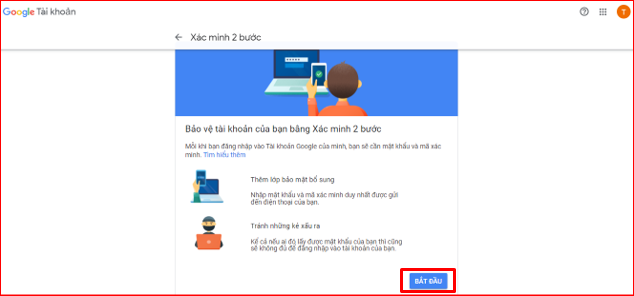 Google Tài khoản
T
Xác minh 2 bước
Bảo vệ tài khoản của bạn bằng Xác minh 2 bước
Mỗi khi bạn đăng nhập vào Tài khoản Google của mình, bạn sẽ cần mật khẩu và mã xác
minh. Tìm hiểu thêm
Thêm lớp bảo mật bổ sung
Nhập mật khẩu và mã xác minh duy nhất được gửi
đến điện thoại của bạn.
Tránh những kẻ xấu ra
Kể cả nếu ai đó lấy được mật khẩu của bạn thì cũng
sẽ không đủ để đăng nhập vào tài khoản của bạn.
BẮT ĐẦU